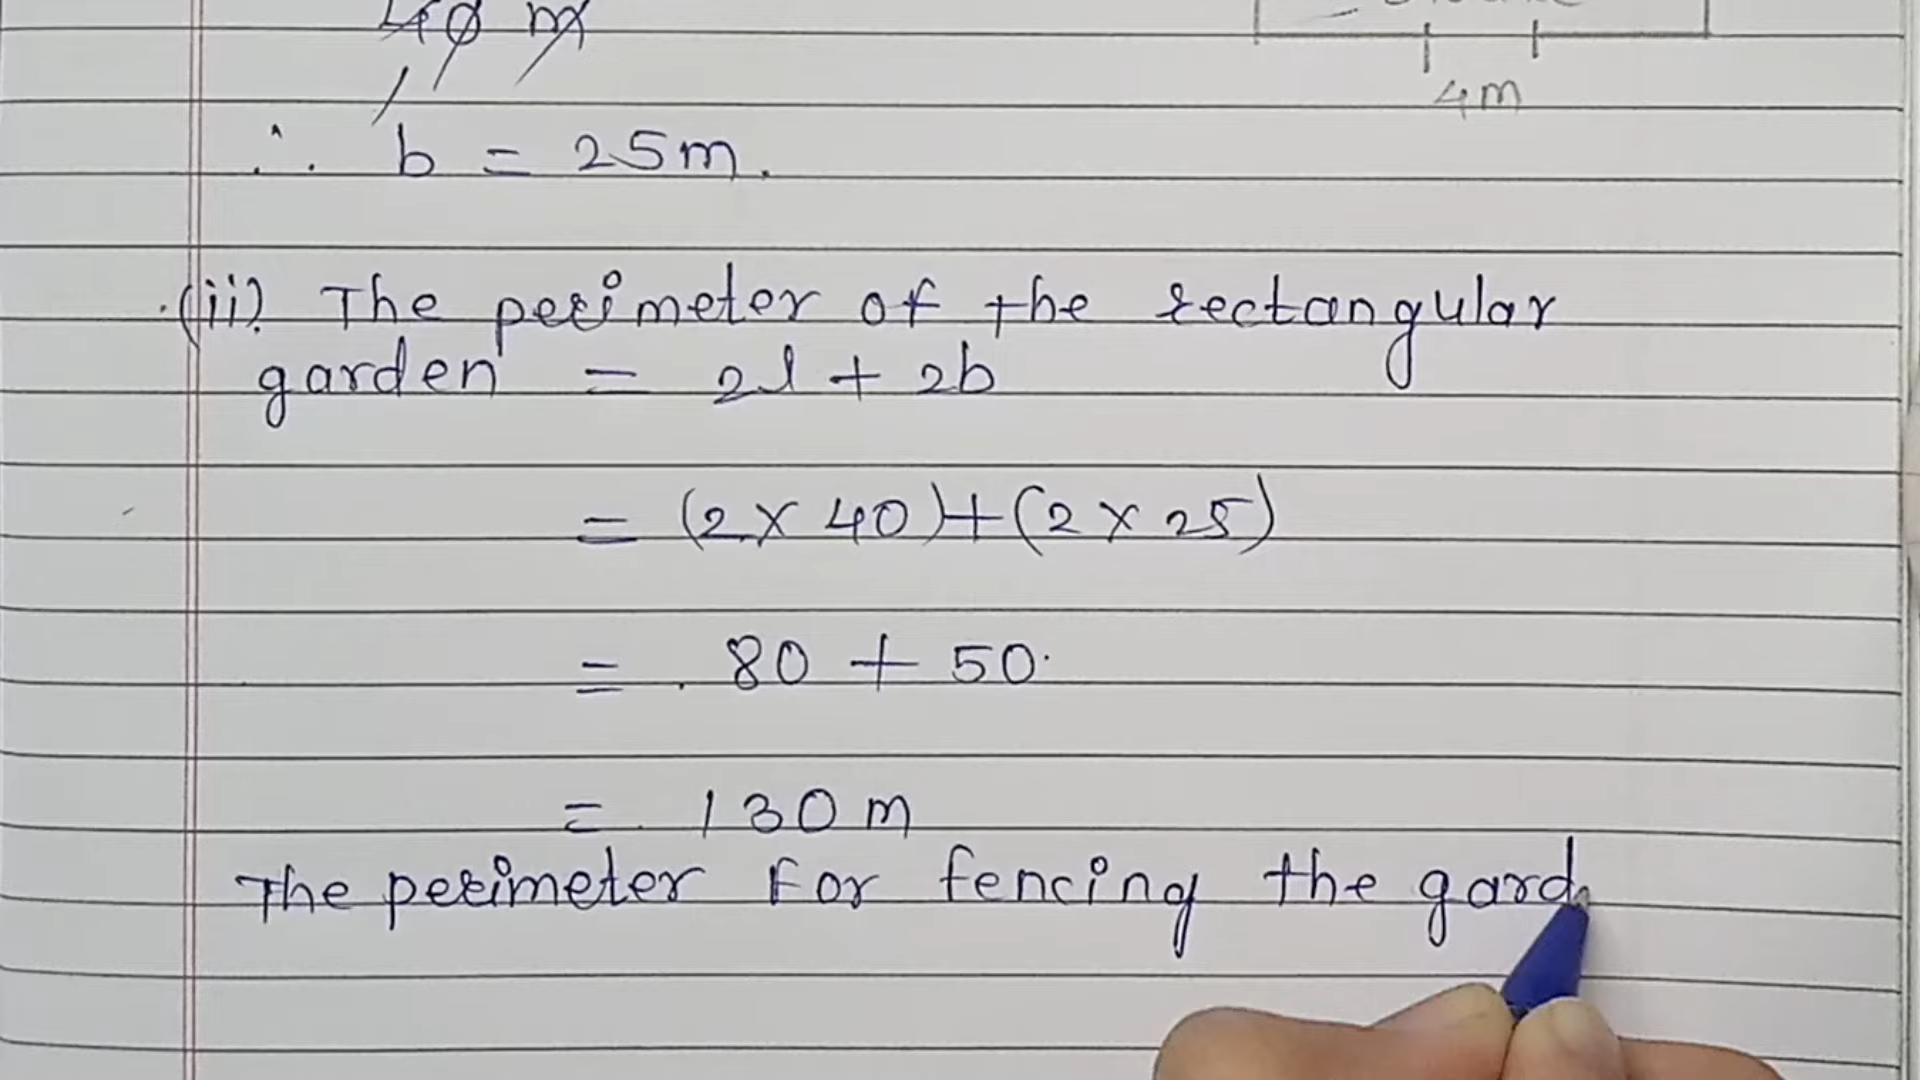 40 m
4m
∴ b = 25m.
(ii). The perimeter of the rectangular
garden = 2l + 2b
= (2 x 40) + (2 x 25)
= 80 + 50
= 130 m
The perimeter for fencing the gard